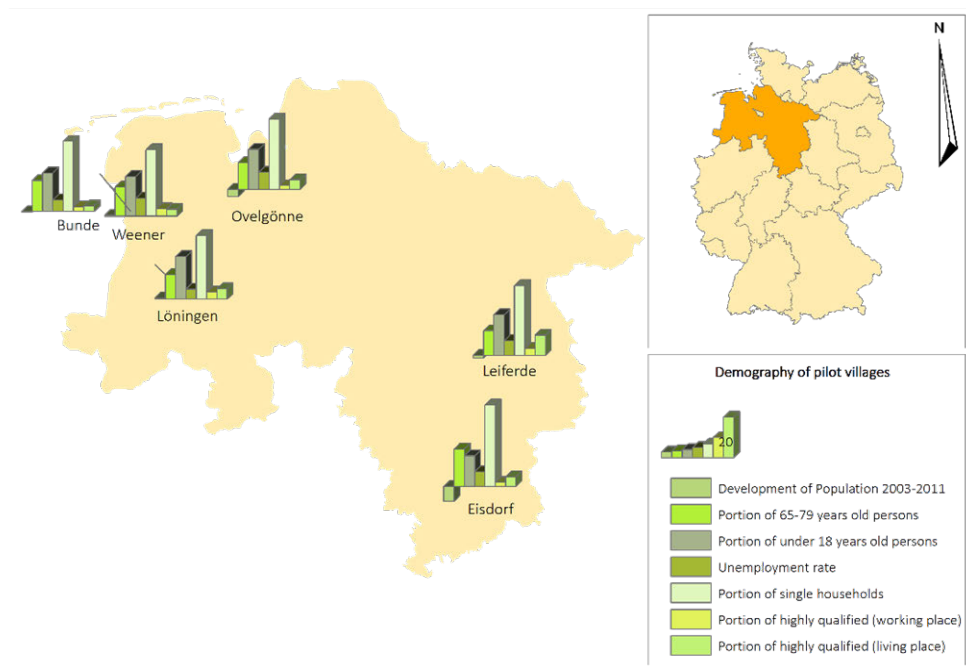 N
Ovelgönne
Bunde
Weener
Löningen
Leiferde
Eisdorf
Demography of pilot villages
20
Development of Population 2003-2011
Portion of 65-79 years old persons
Portion of under 18 years old persons
Unemployment rate
Portion of single households
Portion of highly qualified (working place)
Portion of highly qualified (living place)